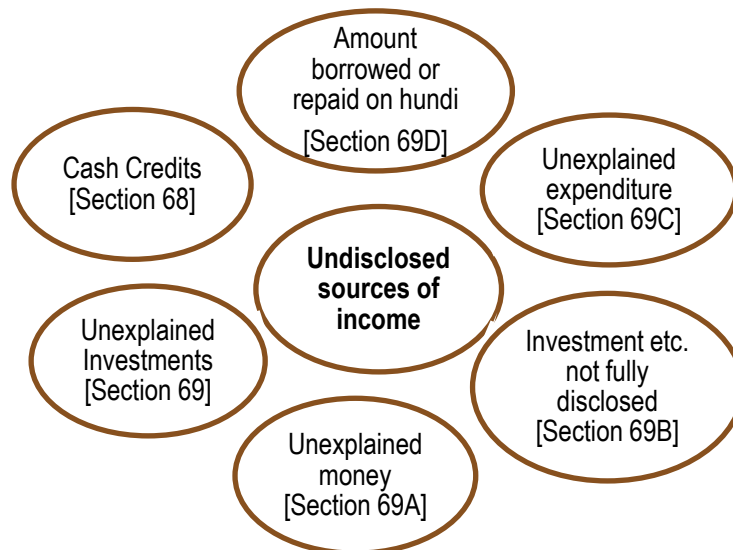 Amount
borrowed or
repaid on hundi
[Section 69D]
Cash Credits
[Section 68]
Unexplained
expenditure
[Section 69C]
Undisclosed
sources of
income
Unexplained
Investments
[Section 69]
Investment etc.
not fully
disclosed
[Section 69B]
Unexplained
money
[Section 69A]